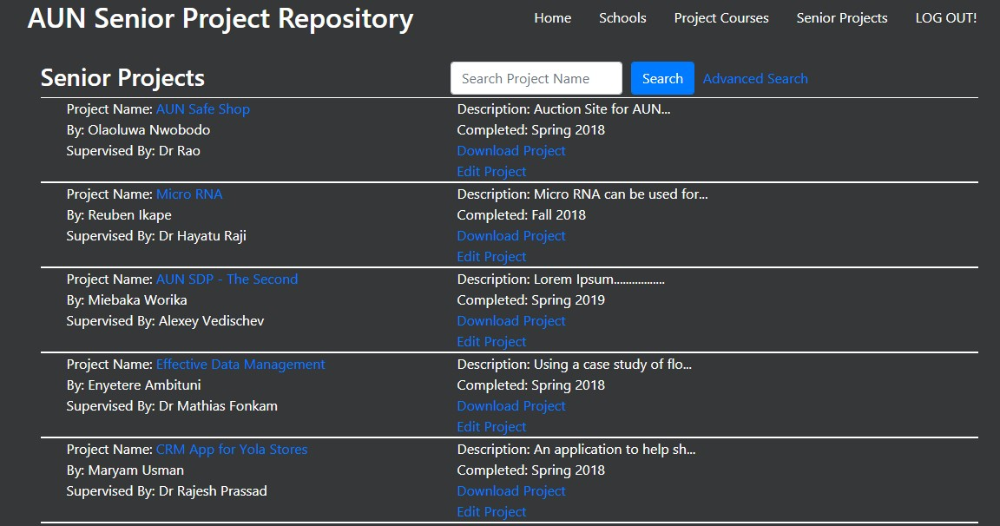 AUN Senior Project Repository
Home Schools Project Courses Senior Projects LOG OUT!
Senior Projects
Search Project Name Search Advanced Search
Project Name: AUN Safe Shop
By: Olaoluwa Nwobodo
Supervised By: Dr Rao
Description: Auction Site for AUN...
Completed: Spring 2018
Download Project
Edit Project
Project Name: Micro RNA
By: Reuben Ikape
Supervised By: Dr Hayatu Raji
Description: Micro RNA can be used for...
Completed: Fall 2018
Download Project
Edit Project
Project Name: AUN SDP - The Second
By: Miebaka Worika
Supervised By: Alexey Vedischev
Description: Lorem Ipsum.................
Completed: Spring 2019
Download Project
Edit Project
Project Name: Effective Data Management
By: Enyetere Ambituni
Supervised By: Dr Mathias Fonkam
Description: Using a case study of flo...
Completed: Spring 2018
Download Project
Edit Project
Project Name: CRM App for Yola Stores
By: Maryam Usman
Supervised By: Dr Rajesh Prassad
Description: An application to help sh...
Completed: Spring 2018
Download Project
Edit Project